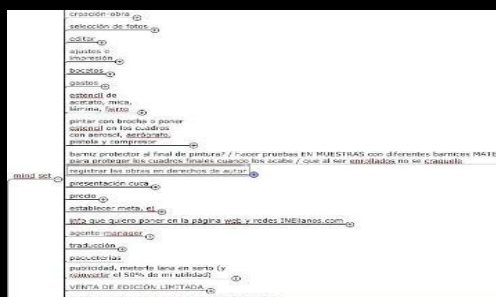 creación-obra
selección de fotos
editar
ajustes e
impresión
bocetos
gastos
esténcil de
acetato, mica,
lámina, fierro
pintar con brocha o poner
estencil en los cuadros
con aerosol, aerógrafo,
pistola y compresor
barniz protector al final de pintura? / hacer pruebas EN MUESTRAS con diferentes barnices MATE
para proteger los cuadros finales cuando los acabe / que al ser enrollados no se craquele
mind set
registrar las obras en derechos de autor
presentación cuca
precio
establecer meta, el
info que quiero poner en la página web y redes INEianos.com
agente-manager
traducción
paqueterías
publicidad, meterle lana en serio (y
reinvertir el 50% de mi utilidad)
VENTA DE EDICIÓN LIMITADA